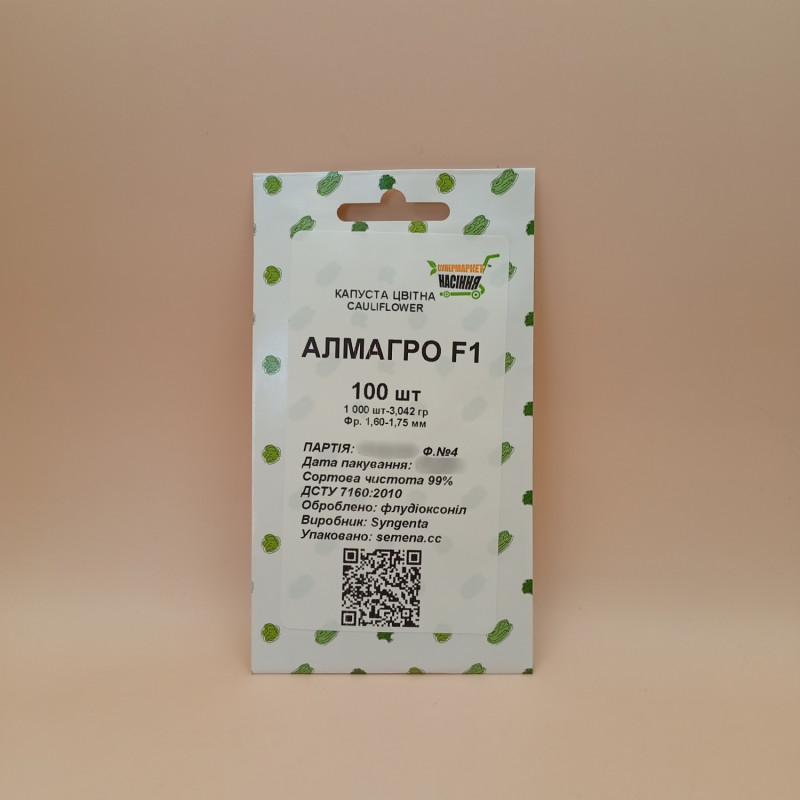 СУПЕРМАРКЕТ
НАСІННЯ
КАПУСТА ЦВІТНА
CAULIFLOWER
АЛМАГРО F1
100 шт
1 000 шт-3,042 гр
Фр. 1,60-1,75 мм
ПАРТІЯ: Ф.№4
Дата пакування:
Сортова чистота 99%
ДСТУ 7160:2010
Оброблено: флудіоксоніл
Виробник: Syngenta
Упаковано: semena.cc